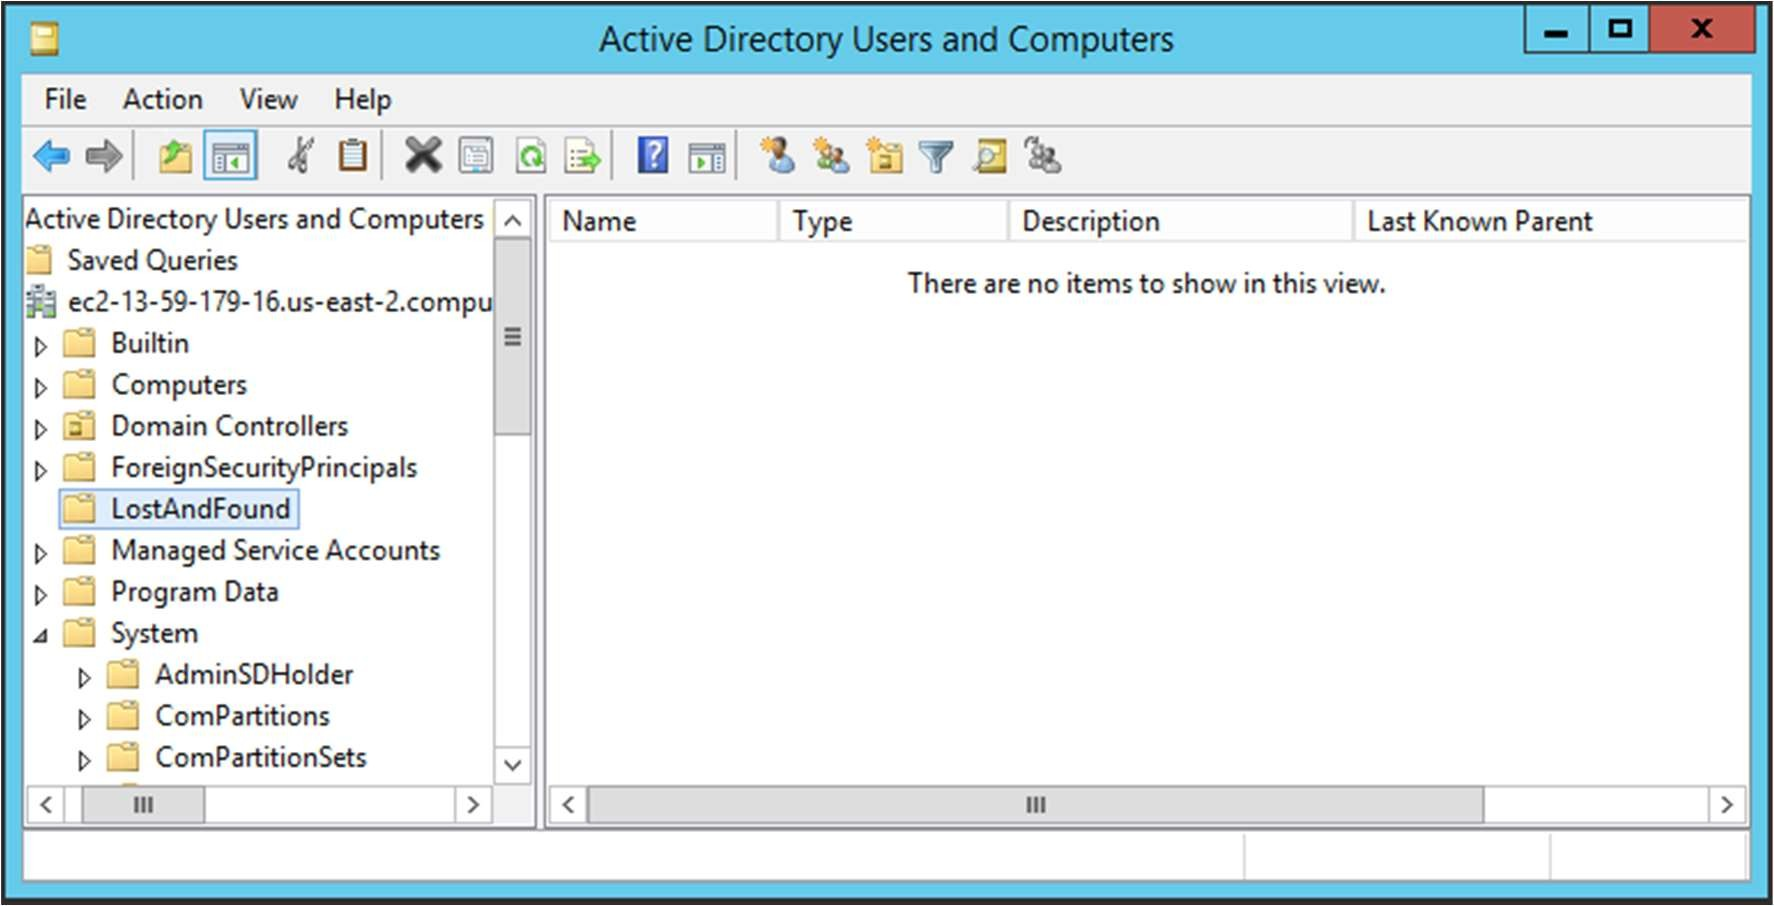 Active Directory Users and Computers
File Action View Help
Active Directory Users and Computers
Saved Queries
ec2-13-59-179-16.us-east-2.compu
Builtin
Computers
Domain Controllers
ForeignSecurityPrincipals
LostAndFound
Managed Service Accounts
Program Data
System
AdminSDHolder
ComPartitions
ComPartitionSets
Name Type Description Last Known Parent
There are no items to show in this view.